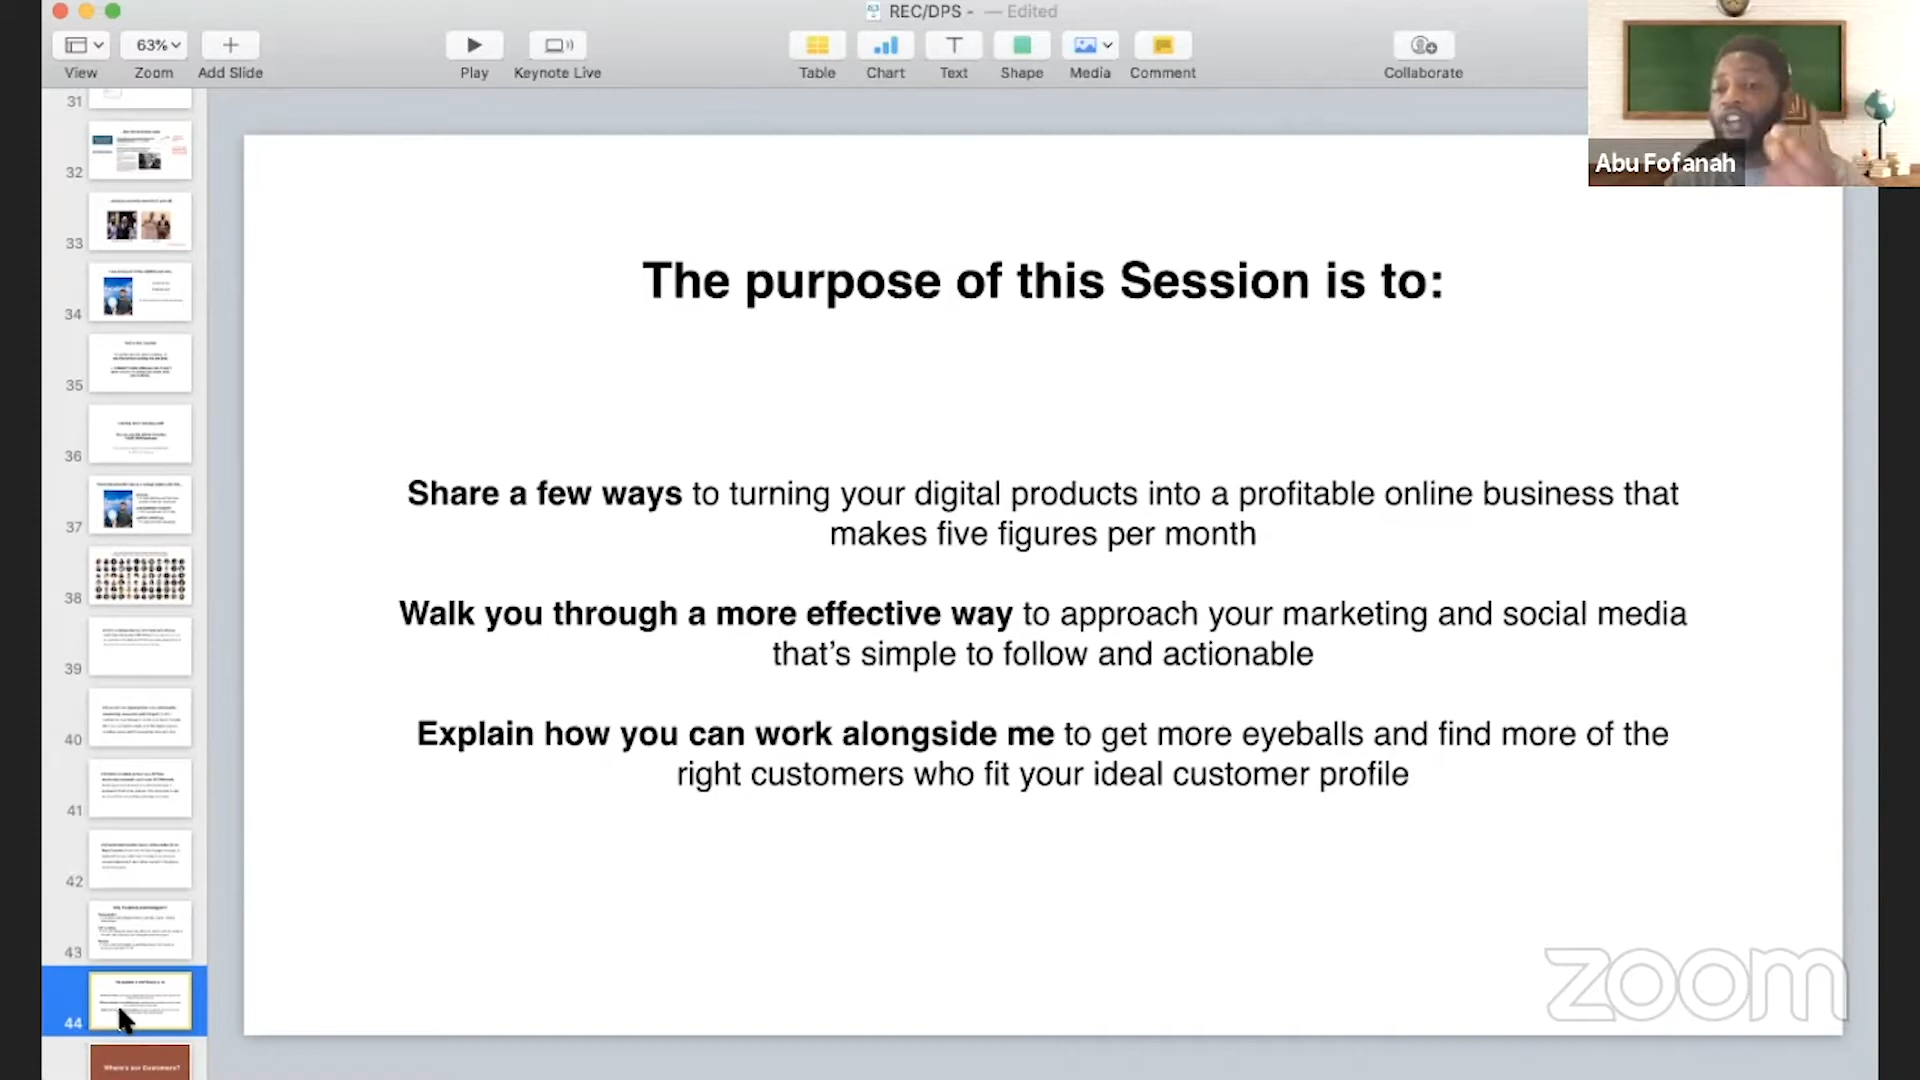 REC/DPS - — Edited
63%
View
Zoom
Add Slide
Play
Keynote Live
Table
Chart
Text
Shape
Media
Comment
Collaborate
Abu Fofanah
31
32
33
34
35
36
37
38
39
40
41
42
43
44
Where's our Customers?
The purpose of this Session is to:
Share a few ways to turning your digital products into a profitable online business that
makes five figures per month
Walk you through a more effective way to approach your marketing and social media
that's simple to follow and actionable
Explain how you can work alongside me to get more eyeballs and find more of the
right customers who fit your ideal customer profile
zoom